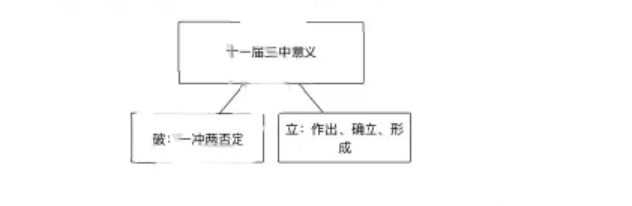 十一届三中意义
破：一冲两否定
立：作出、确立、形
成